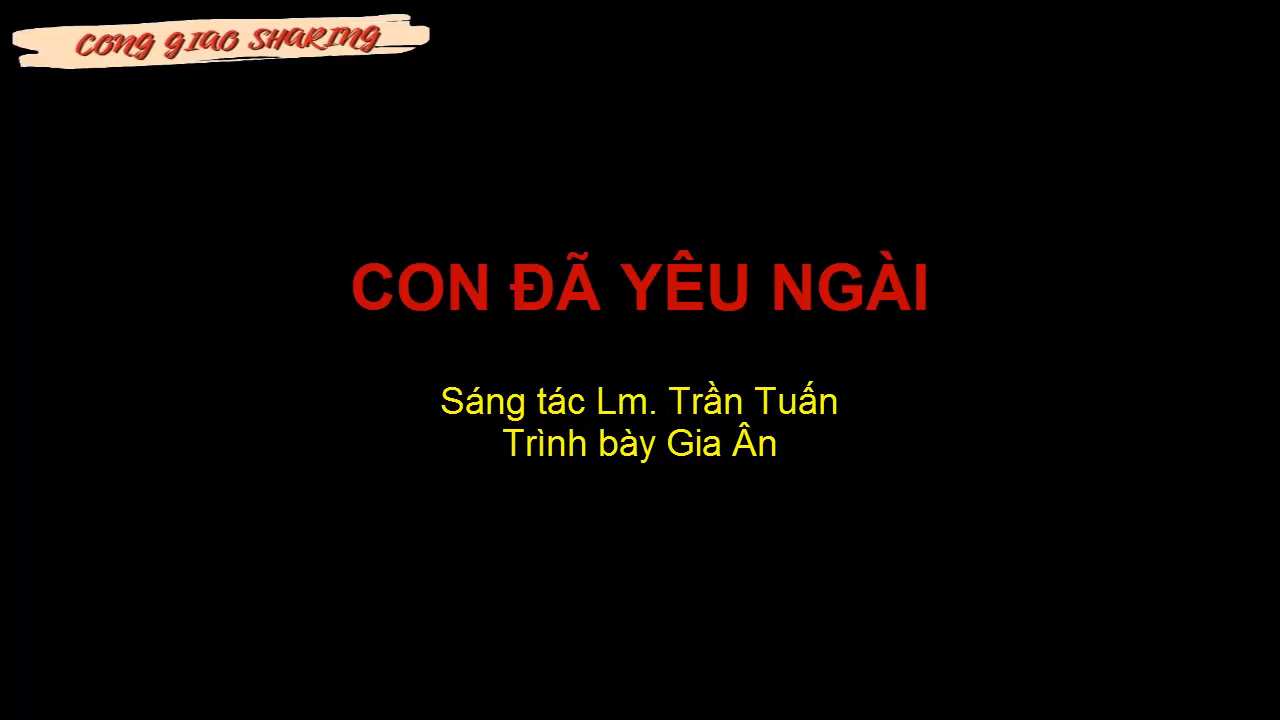 CONG GIAO SHARING
CON ĐÃ YÊU NGÀI
Sáng tác Lm. Trần Tuấn
Trình bày Gia Ân